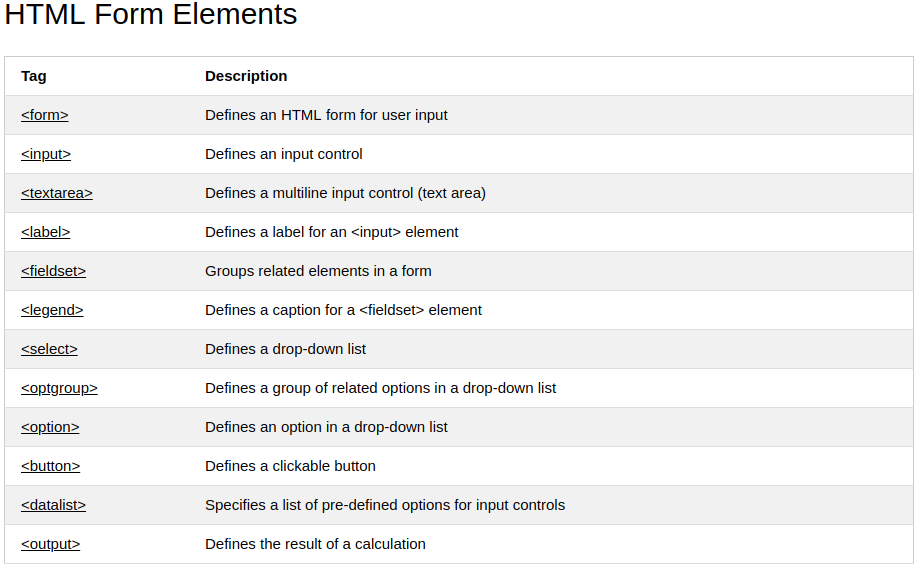 HTML Form Elements
Tag Description
<form> Defines an HTML form for user input
<input> Defines an input control
<textarea> Defines a multiline input control (text area)
<label> Defines a label for an <input> element
<fieldset> Groups related elements in a form
<legend> Defines a caption for a <fieldset> element
<select> Defines a drop-down list
<optgroup> Defines a group of related options in a drop-down list
<option> Defines an option in a drop-down list
<button> Defines a clickable button
<datalist> Specifies a list of pre-defined options for input controls
<output> Defines the result of a calculation